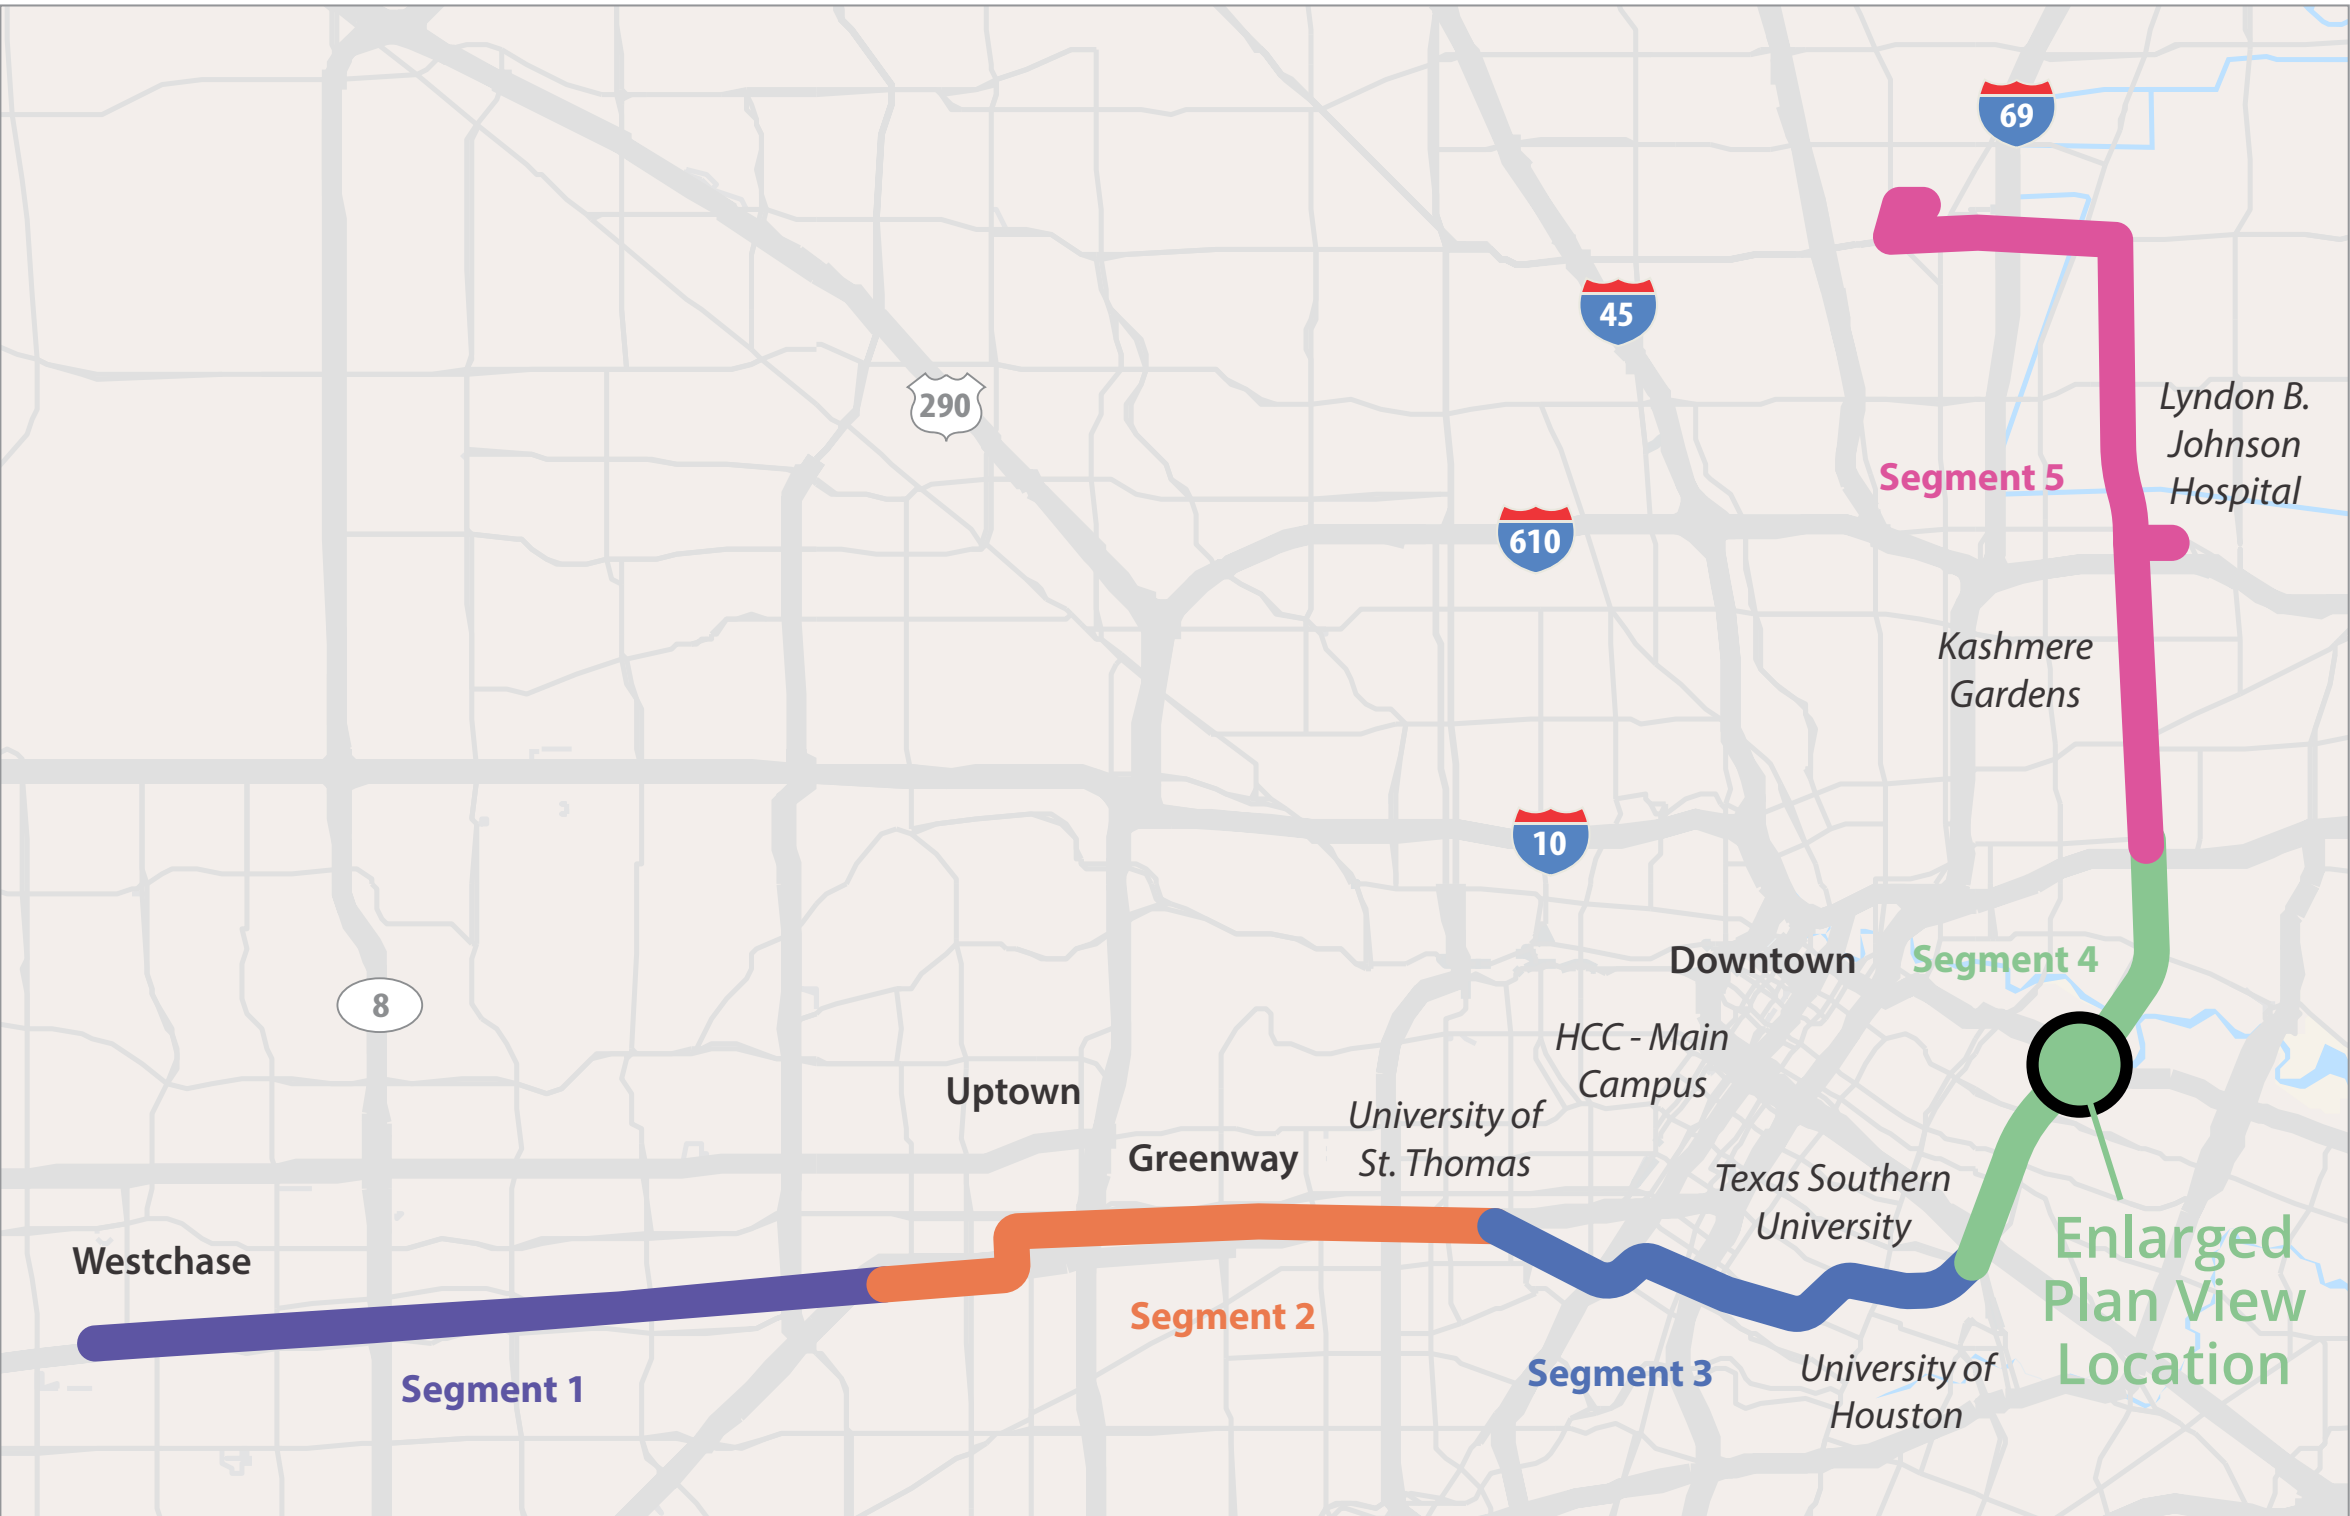 69
45
290
Lyndon B.
Johnson
Hospital
Segment 5
610
Kashmere
Gardens
10
Downtown
Segment 4
8
HCC - Main
Campus
Uptown
University of
St. Thomas
Greenway
Texas Southern
University
Enlarged
Plan View
Location
Westchase
Segment 2
Segment 1
Segment 3
University of
Houston